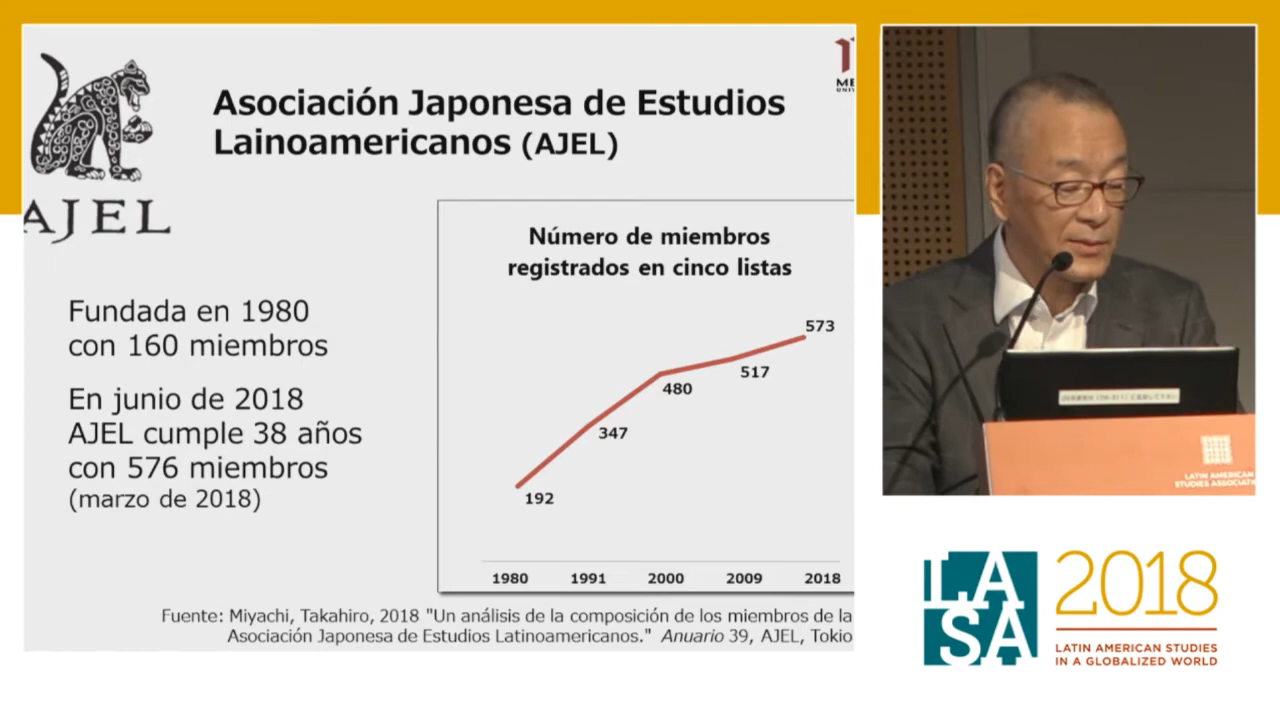 Asociación Japonesa de Estudios
Lainoamericanos (AJEL)
AJEL
Fundada en 1980
con 160 miembros
En junio de 2018
AJEL cumple 38 años
con 576 miembros
(marzo de 2018)
Número de miembros
registrados en cinco listas
573
517
480
347
192
1980 1991 2000 2009 2018
Fuente: Miyachi, Takahiro, 2018 "Un análisis de la composición de los miembros de la
Asociación Japonesa de Estudios Latinoamericanos." Anuario 39, AJEL, Tokio
LATIN AMERICAN
STUDIES ASSOCIATI
LASA
2018
LATIN AMERICAN STUDIES
IN A GLOBALIZED WORLD